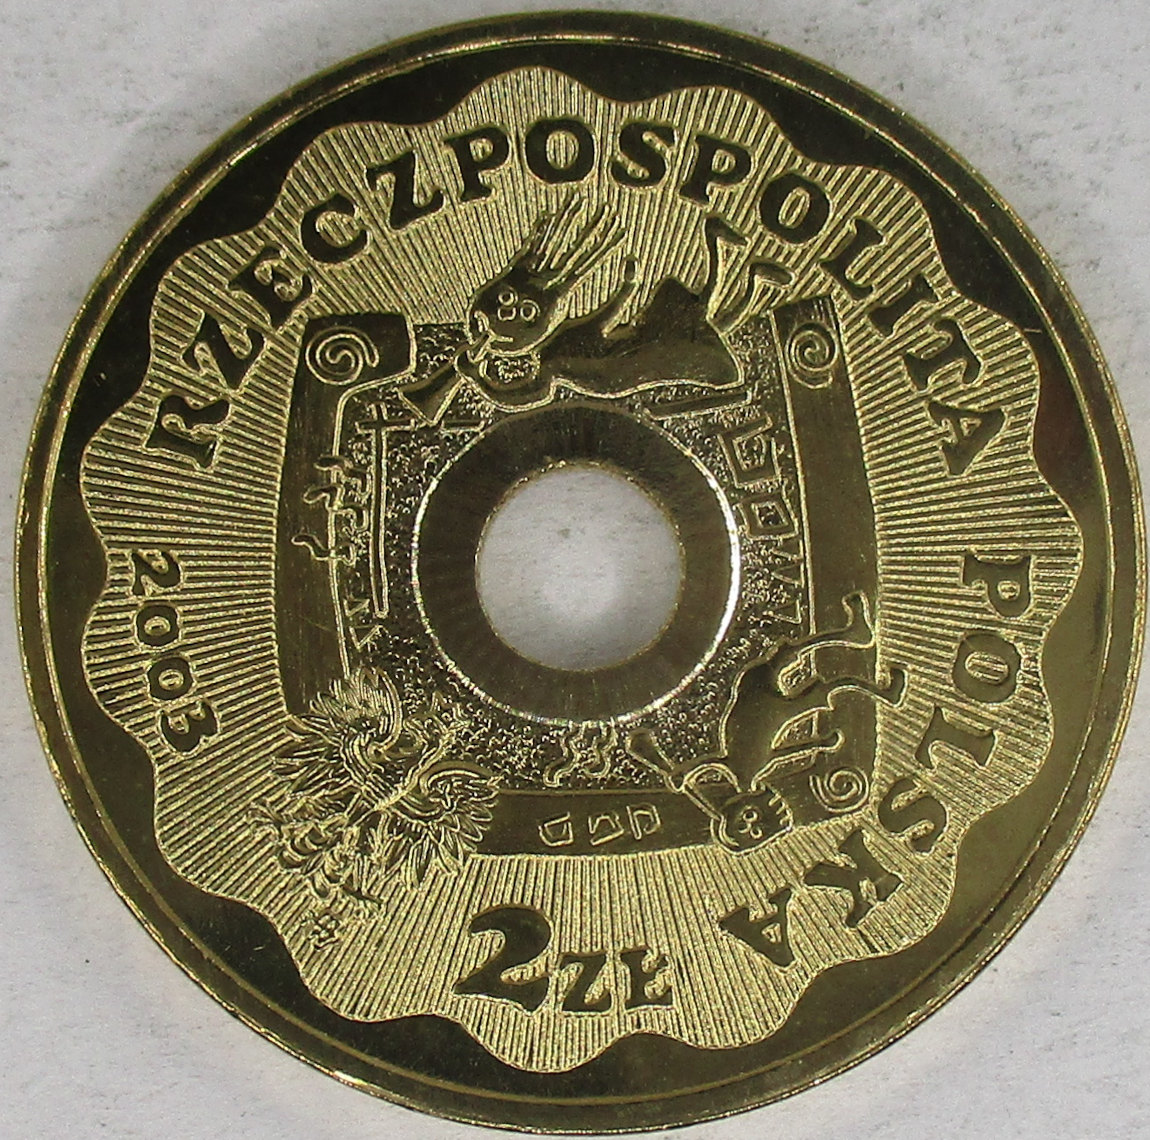 RZECZPOSPOLITA POLSKA
2003
2 ZŁ